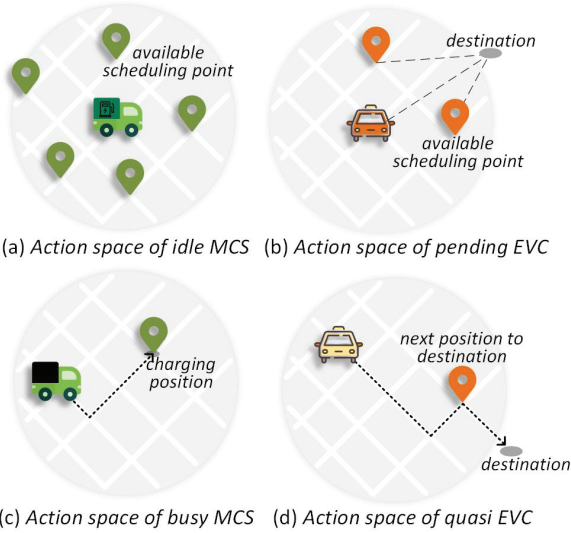 available
scheduling point
destination
available
scheduling point
(a) Action space of idle MCS
(b) Action space of pending EVC
charging
position
next position to
destination
destination
(c) Action space of busy MCS
(d) Action space of quasi EVC